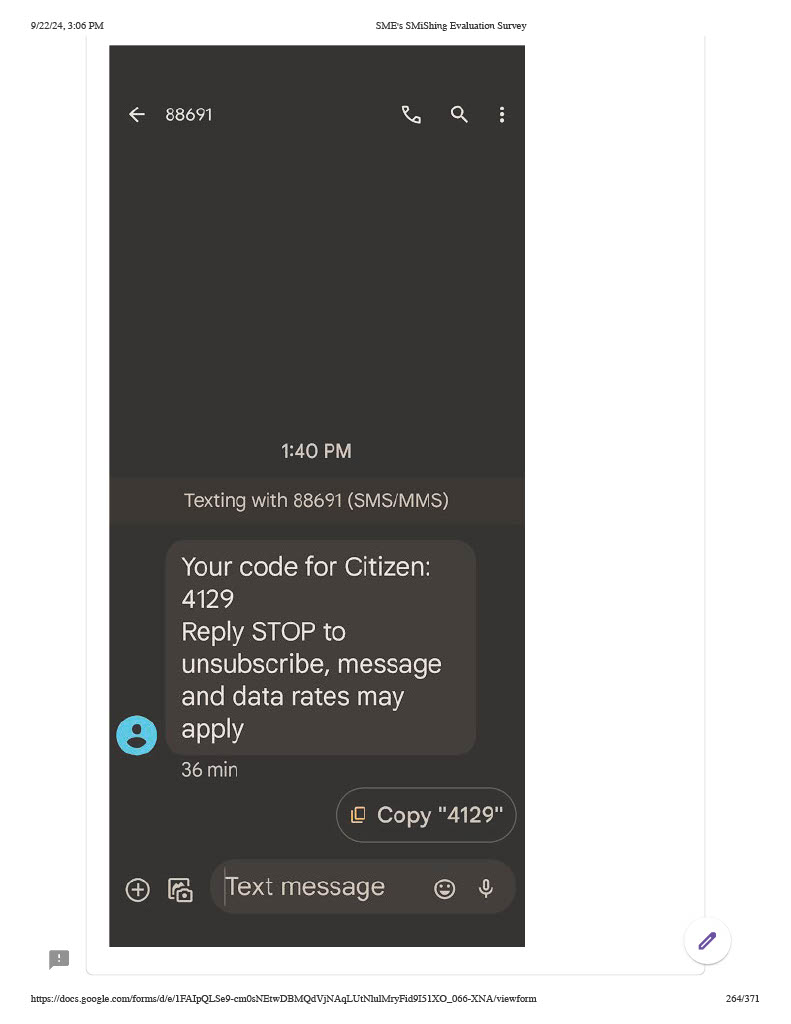 9/22/24, 3:06 PM SME's SMiShing Evaluation Survey
88691
1:40 PM
Texting with 88691 (SMS/MMS)
Your code for Citizen:
4129
Reply STOP to
unsubscribe, message
and data rates may
apply
36 min
Copy "4129"
Text message
https://docs.google.com/forms/d/e/1FAIpQLSe9-cm0sNEtwDBMQdVjNAqLUtNlulMryFid9I51XO_066-XNA/viewform 264/371